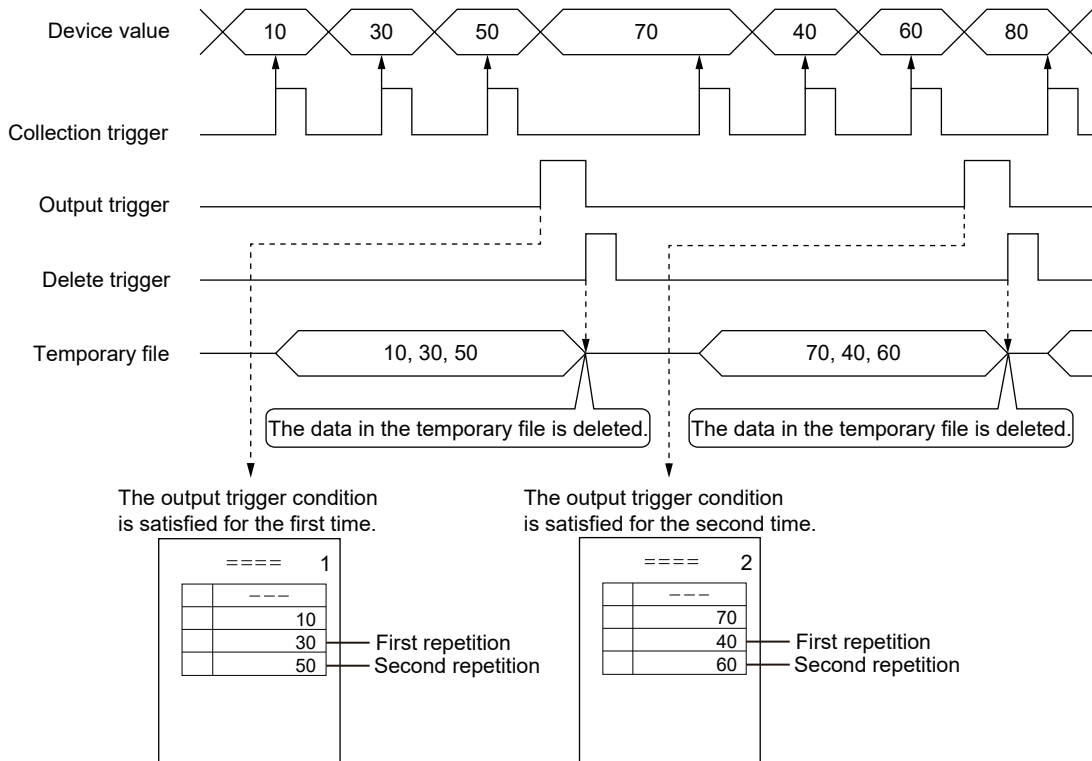 Device value 10 30 50 70 40 60 80
Collection trigger
Output trigger
Delete trigger
Temporary file 10, 30, 50 70, 40, 60
The data in the temporary file is deleted. The data in the temporary file is deleted.
The output trigger condition
is satisfied for the first time.
==== 1
---
10
30 First repetition
50 Second repetition
The output trigger condition
is satisfied for the second time.
==== 2
---
70
40 First repetition
60 Second repetition